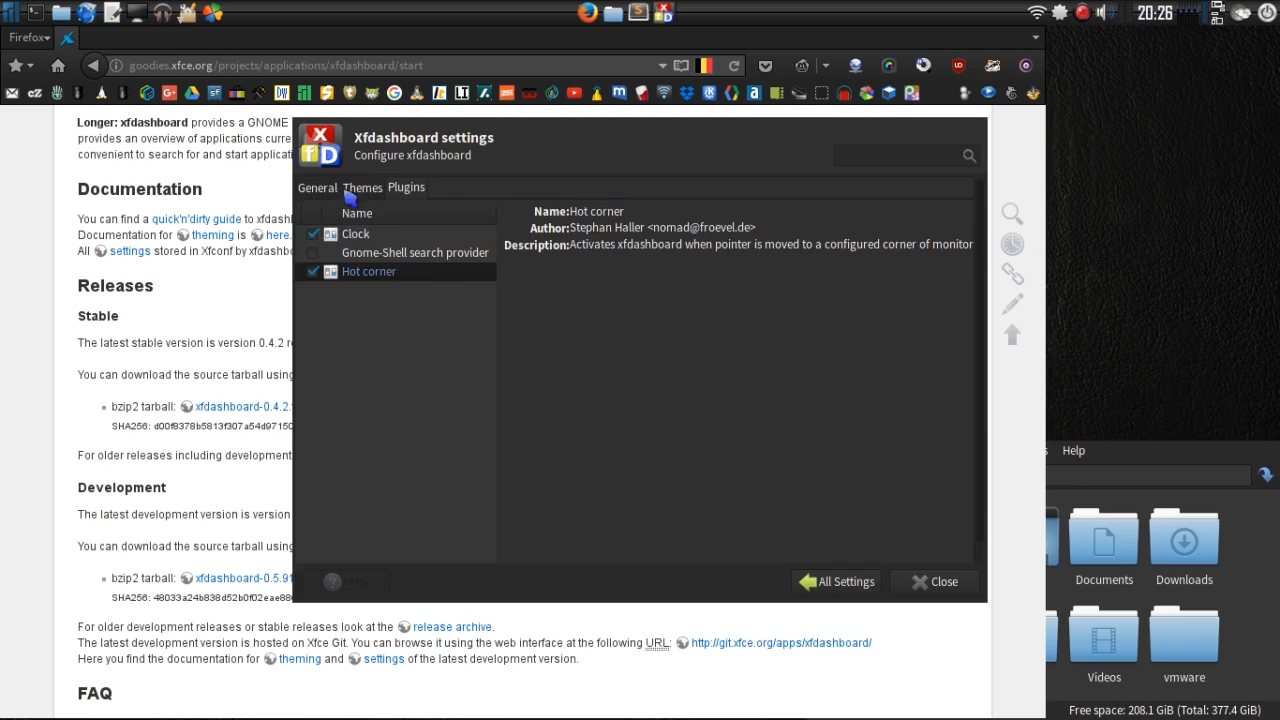 20:26
Firefox
goodies.xfce.org/projects/applications/xfdashboard/start
Longer: xfdashboard provides a GNOME
provides an overview of applications curre
convenient to search for and start applicati
Documentation
You can find a quick'n'dirty guide to xfdashb
Documentation for theming is here.
All settings stored in Xfconf by xfdashboa
Releases
Stable
The latest stable version is version 0.4.2 re
You can download the source tarball using
bzip2 tarball: xfdashboard-0.4.2.
SHA256: d00f8378b5813f307a54d97150
For older releases including development
Development
The latest development version is version
You can download the source tarball using
bzip2 tarball: xfdashboard-0.5.91
SHA256: 48033a24b838d52b0f02eae88
For older development releases or stable releases look at the release archive.
The latest development version is hosted on Xfce Git. You can browse it using the web interface at the following URL: http://git.xfce.org/apps/xfdashboard/
Here you find the documentation for theming and settings of the latest development version.
FAQ
Xfdashboard settings
Configure xfdashboard
General Themes Plugins
Name
Clock
Gnome-Shell search provider
Hot corner
Name: Hot corner
Author: Stephan Haller <nomad@froevel.de>
Description: Activates xfdashboard when pointer is moved to a configured corner of monitor
Help
All Settings
Close
s Help
Documents
Downloads
Videos
vmware
Free space: 208.1 GiB (Total: 377.4 GiB)